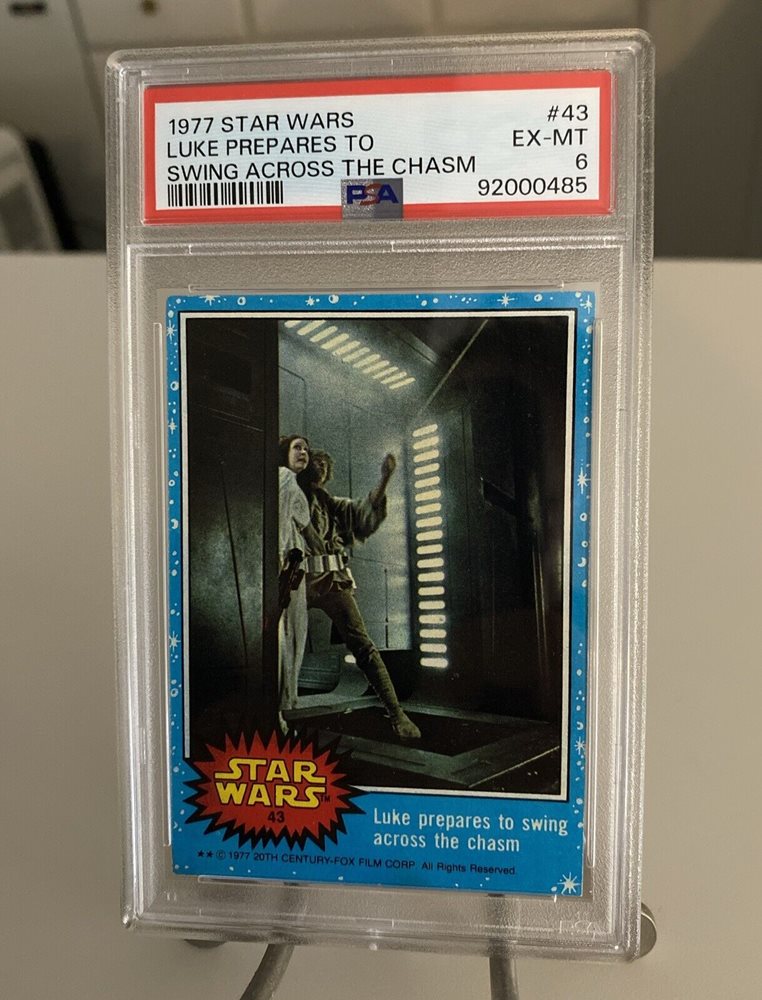 1977 STAR WARS
#43
LUKE PREPARES TO
EX-MT
SWING ACROSS THE CHASM
6
PSA
92000485
STAR
WARS™
43
Luke prepares to swing
across the chasm
★★ © 1977 20TH CENTURY-FOX FILM CORP. All Rights Reserved.